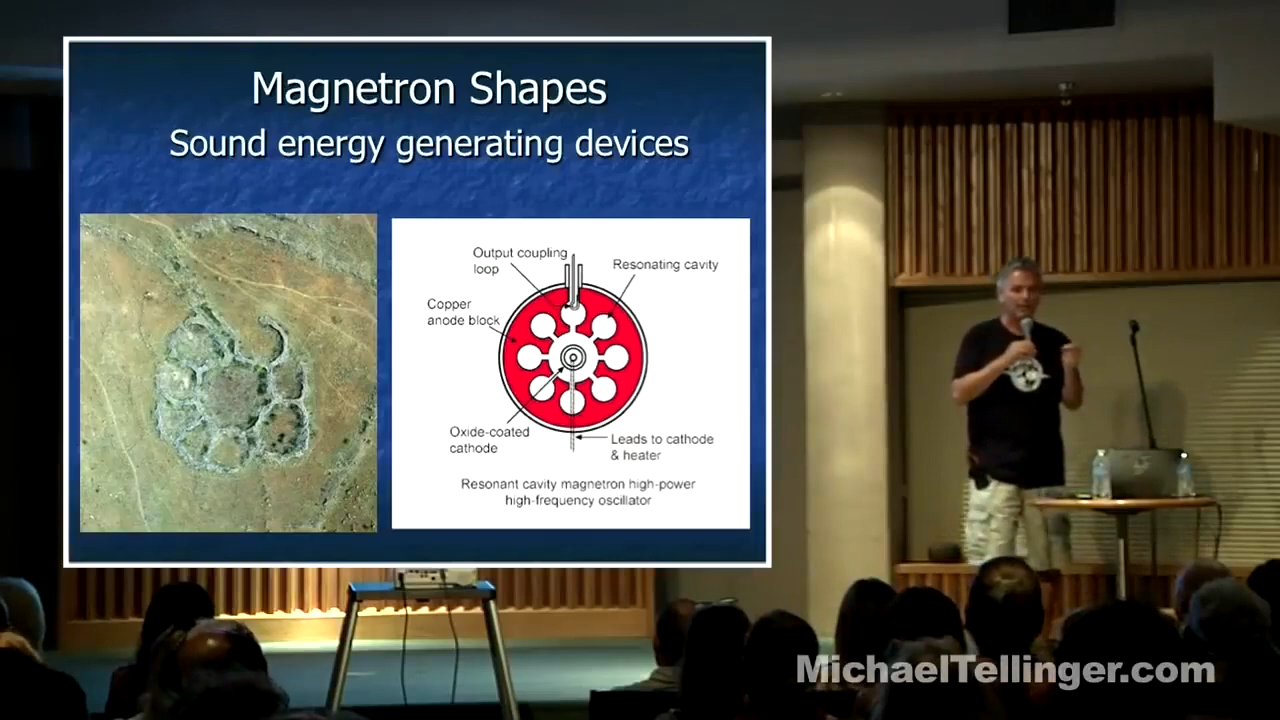 Magnetron Shapes
Sound energy generating devices
Output coupling
loop
Resonating cavity
Copper
anode block
Oxide-coated
cathode
Leads to cathode
& heater
Resonant cavity magnetron high-power
high-frequency oscillator
MichaelTellinger.com